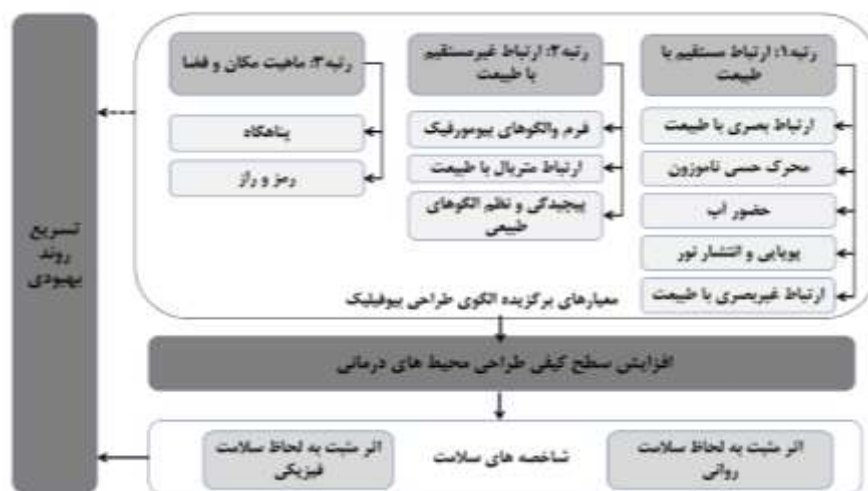 رتبه۱: ارتباط مستقیم با
طبیعت
ارتباط بصری با طبیعت
محرک حسی ناموزون
حضور آب
پویایی و انتشار نور
ارتباط غیربصری با طبیعت
رتبه۲: ارتباط غیرمستقیم
با طبیعت
فرم والگوهای بیومورفیک
ارتباط متریال با طبیعت
پیچیدگی و نظم الگوهای
طبیعی
رتبه۳: ماهیت مکان و فضا
پناهگاه
رمز و راز
معیارهای برگزیده الگوی طراحی بیوفیلیک
افزایش سطح کیفی طراحی محیط های درمانی
اثر مثبت به لحاظ سلامت
روانی
شاخصه های سلامت
اثر مثبت به لحاظ سلامت
فیزیکی
تسریع
روند
بهبودی